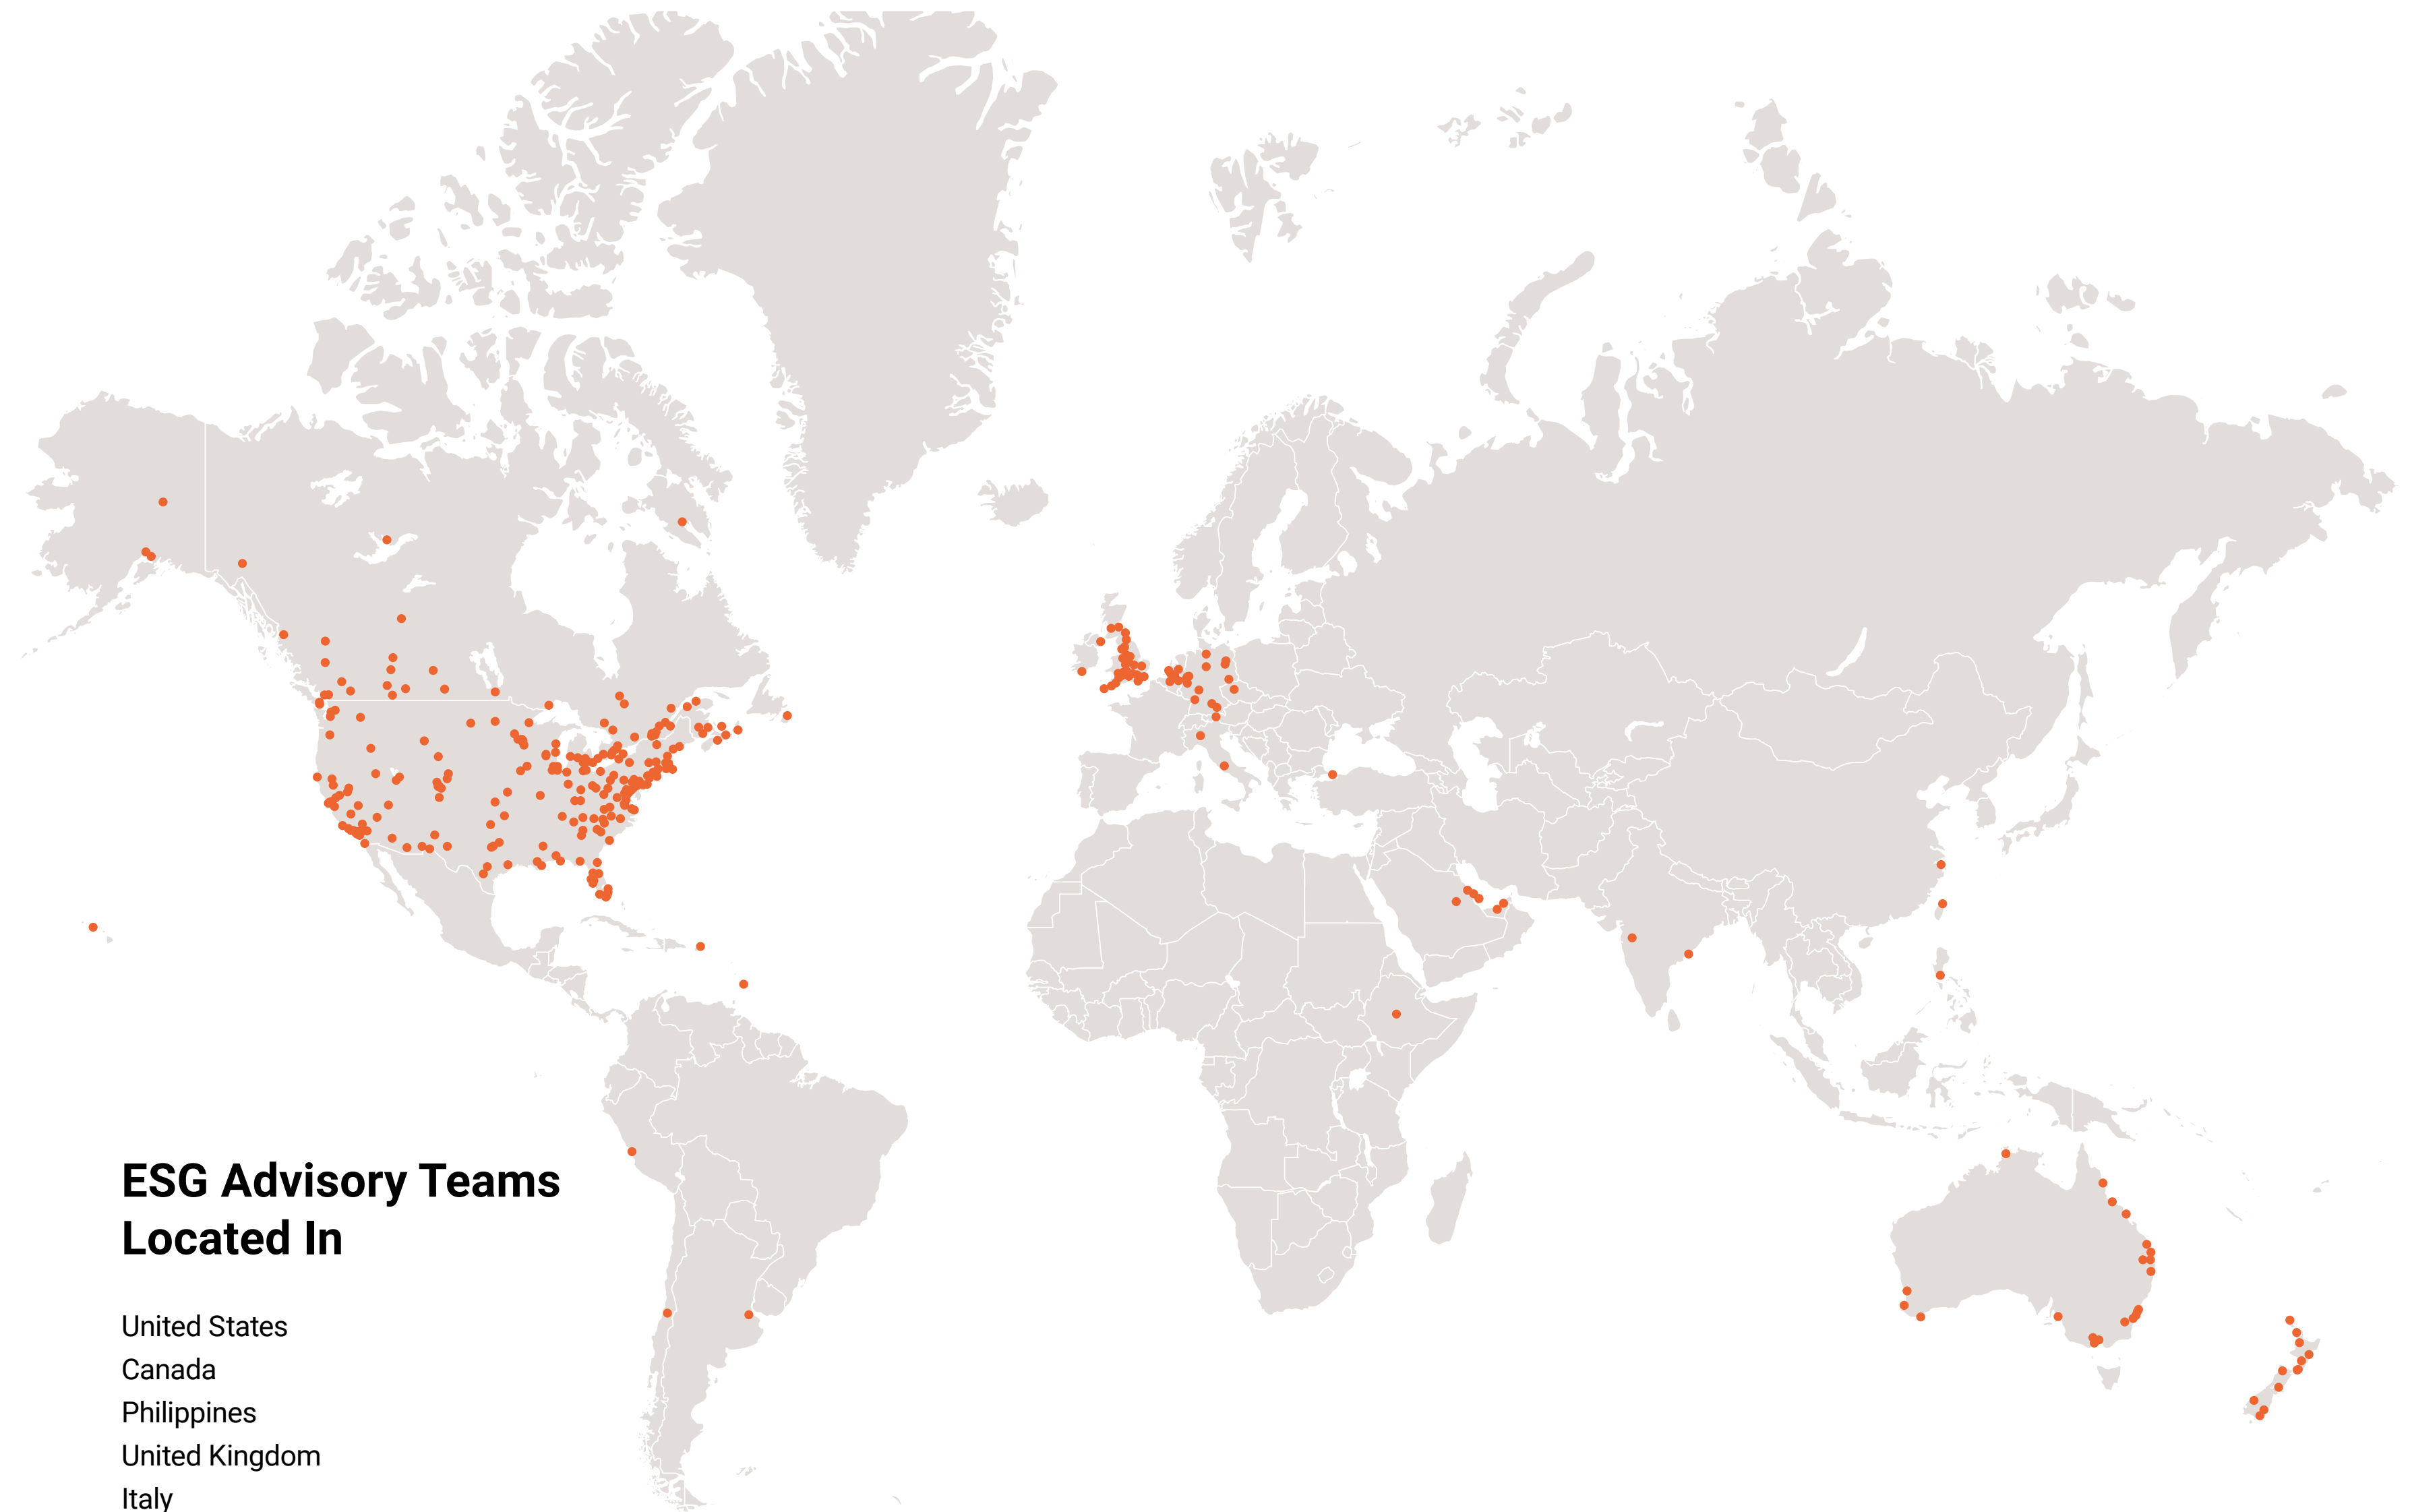 ESG Advisory Teams
Located In
United States
Canada
Philippines
United Kingdom
Italy